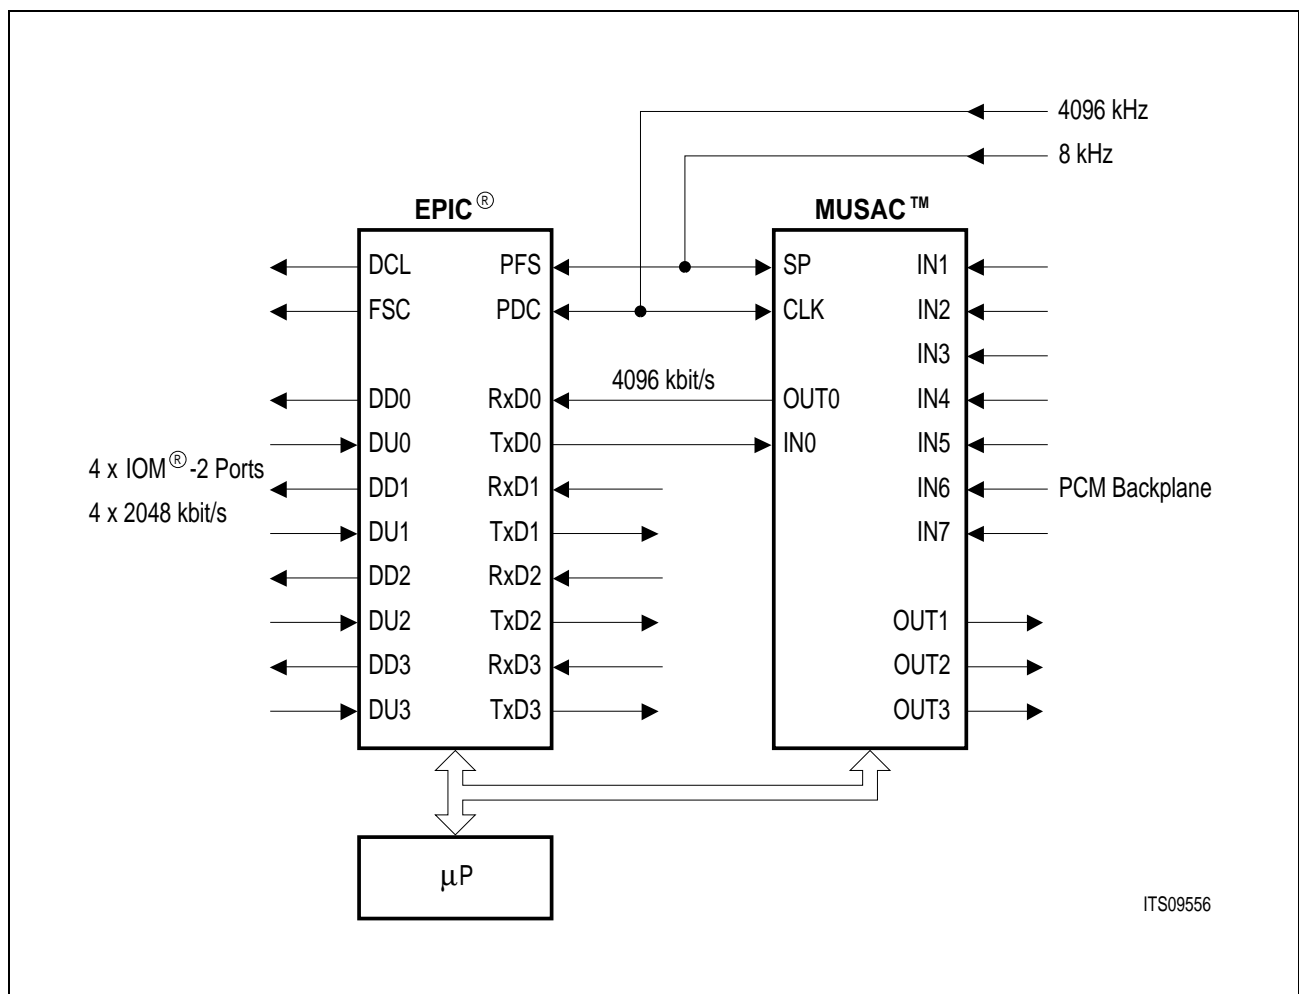 4096 kHz
8 kHz
EPIC®
MUSAC™
DCL PFS SP IN1
FSC PDC CLK IN2
IN3
4096 kbit/s
DD0 RxD0 OUT0 IN4
DU0 TxD0 IN0 IN5
4 x IOM®-2 Ports
DD1 RxD1 IN6 PCM Backplane
4 x 2048 kbit/s
DU1 TxD1 IN7
DD2 RxD2
DU2 TxD2 OUT1
DD3 RxD3 OUT2
DU3 TxD3 OUT3
µP
ITS09556